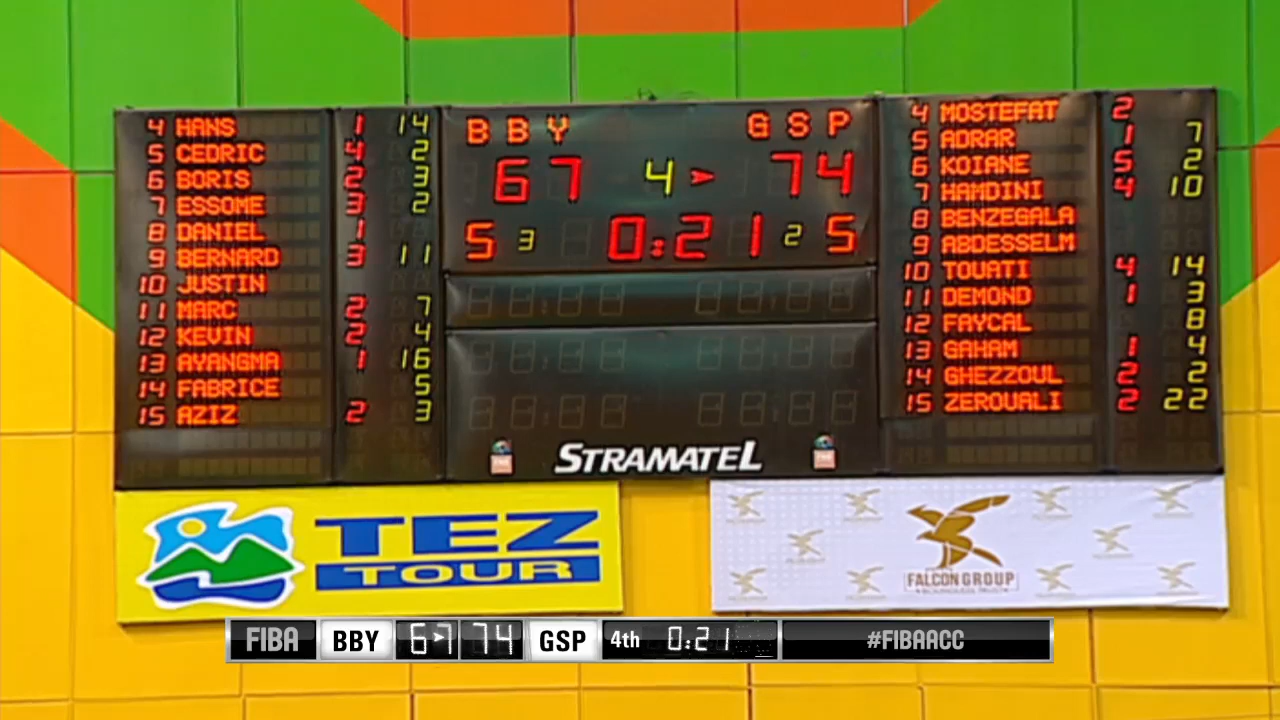 4 HANS 1 14
5 CEDRIC 4 2
6 BORIS 2 3
7 ESSOME 3 2
8 DANIEL 1
9 BERNARD 3 11
10 JUSTIN
11 MARC 2 7
12 KEVIN 2 4
13 AYANGMA 1 16
14 FABRICE 5
15 AZIZ 2 3
BBY GSP
67 4 74
5 3 0:21 2 5
STRAMATEL
4 MOSTEFAT 2
5 ADRAR 1 7
6 KOIANE 5 2
7 HAMDINI 4 10
8 BENZEGALA
9 ABDESSELM
10 TOUATI 4 14
11 DEMOND 1 3
12 FAYCAL 8
13 GAHAM 1 4
14 GHEZZOUL 2 2
15 ZEROUALI 2 22
TEZ
TOUR
FALCON GROUP
FIBA BBY 67 74 GSP 4th 0:21 #FIBAACC